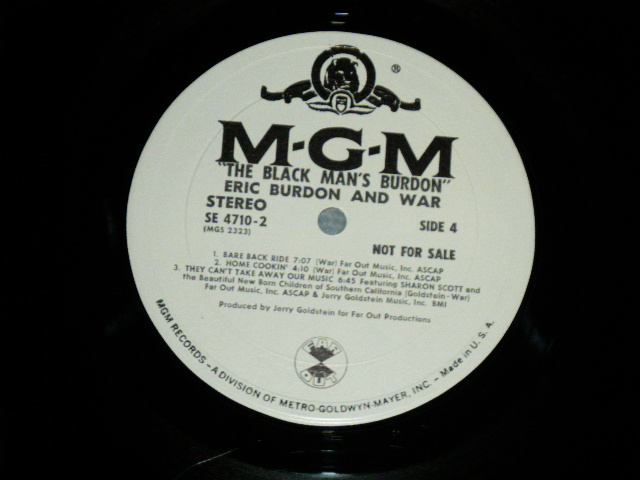 ®
M-G-M
"THE BLACK MAN'S BURDON"
ERIC BURDON AND WAR
STEREO
SE 4710-2
(MGS 2323)
SIDE 4
NOT FOR SALE
1. BARE BACK RIDE 7:07 (War) Far Out Music, Inc. ASCAP
2. HOME COOKIN' 4:10 (War) Far Out Music, Inc. ASCAP
3. THEY CAN'T TAKE AWAY OUR MUSIC 6:45 Featuring SHARON SCOTT and
the Beautiful New Born Children of Southern California (Goldstein-War)
Far Out Music, Inc. ASCAP & Jerry Goldstein Music, Inc. BMI
Produced by Jerry Goldstein for Far Out Productions
FAR
OUT
MGM RECORDS - A DIVISION OF METRO-GOLDWYN-MAYER, INC. - Made in U. S. A.